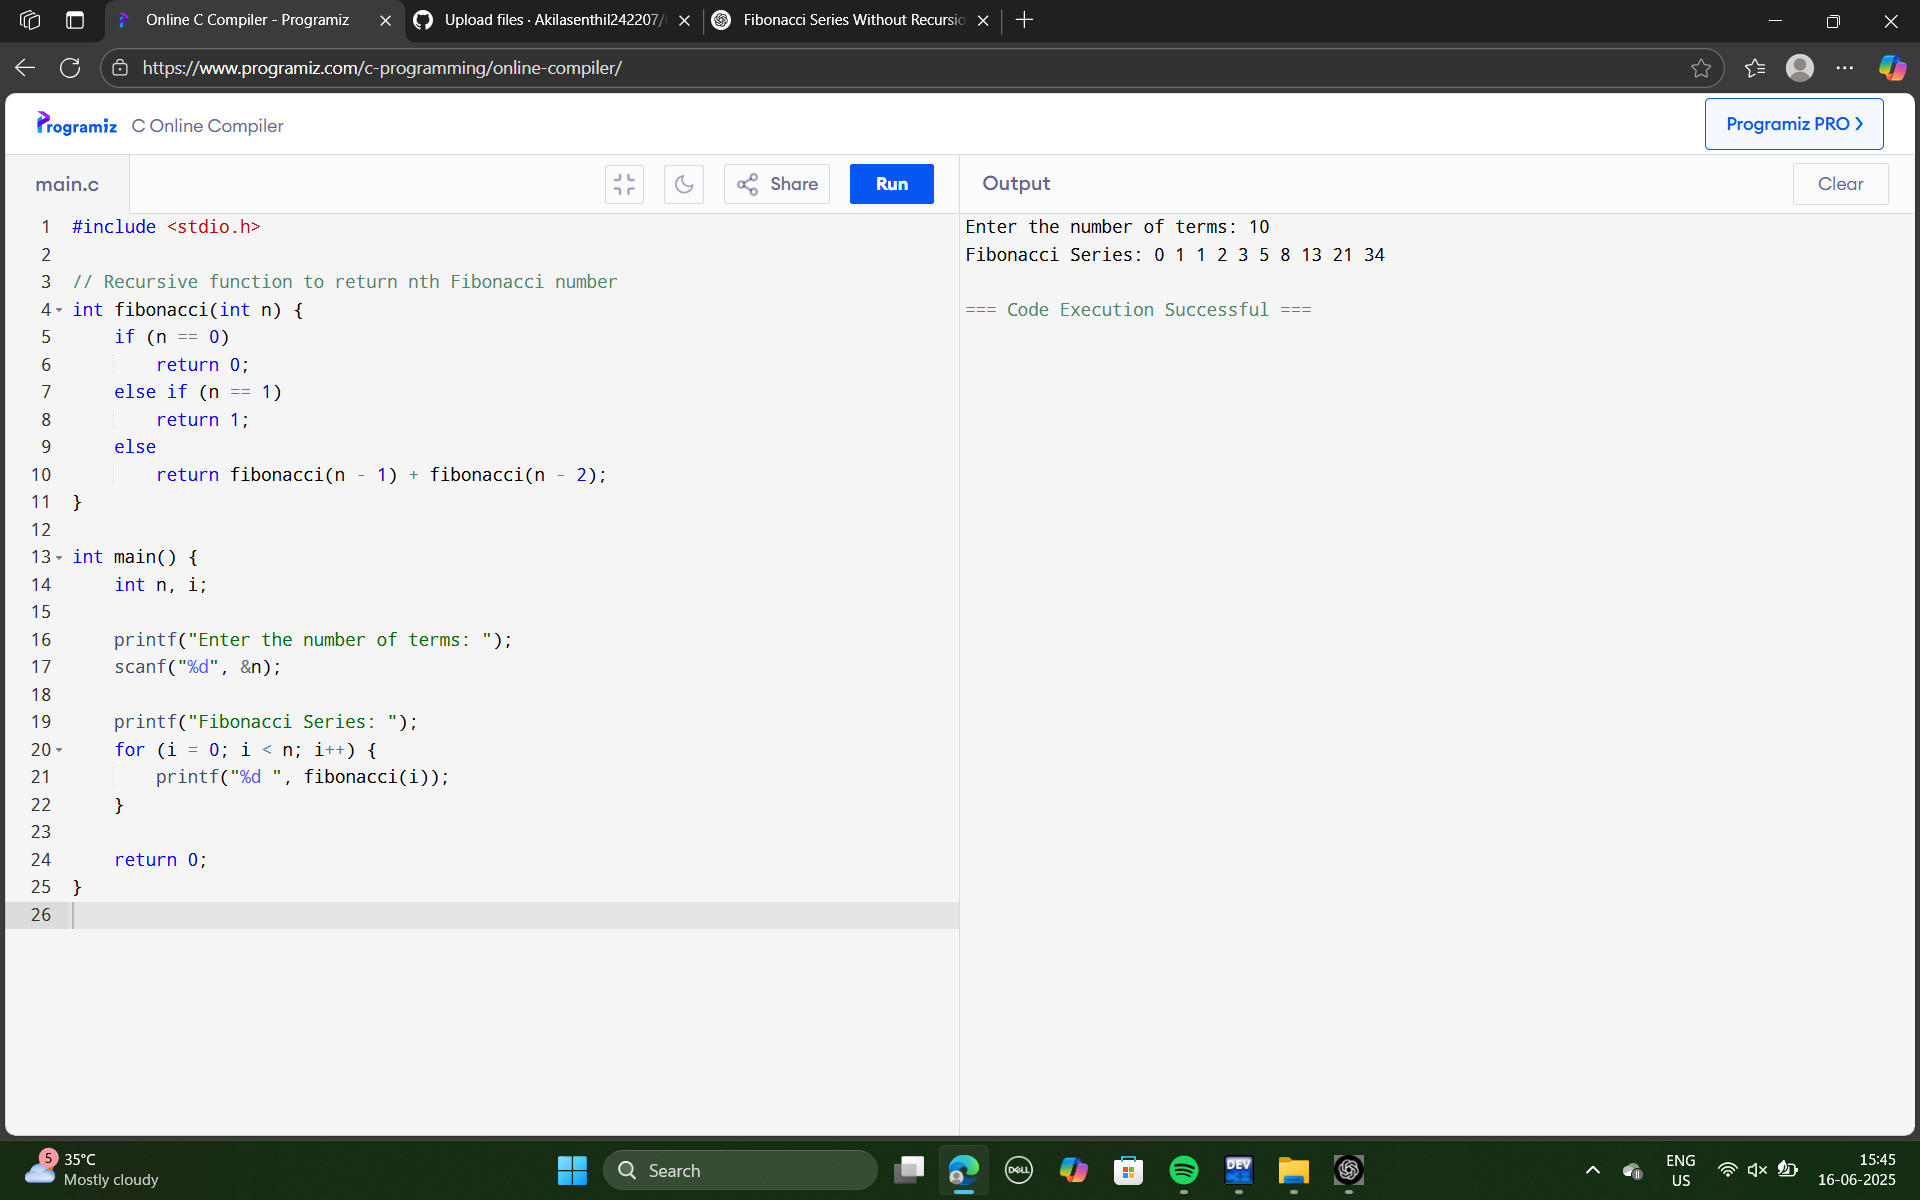 Online C Compiler - Programiz
Upload files · Akilasenthil242207/
Fibonacci Series Without Recursio
https://www.programiz.com/c-programming/online-compiler/
Programiz C Online Compiler
Programiz PRO
main.c
Share
Run
Output
Clear
1 #include <stdio.h>
2
3 // Recursive function to return nth Fibonacci number
4 int fibonacci(int n) {
5     if (n == 0)
6         return 0;
7     else if (n == 1)
8         return 1;
9     else
10         return fibonacci(n - 1) + fibonacci(n - 2);
11 }
12
13 int main() {
14     int n, i;
15
16     printf("Enter the number of terms: ");
17     scanf("%d", &n);
18
19     printf("Fibonacci Series: ");
20     for (i = 0; i < n; i++) {
21         printf("%d ", fibonacci(i));
22     }
23
24     return 0;
25 }
26
Enter the number of terms: 10
Fibonacci Series: 0 1 1 2 3 5 8 13 21 34
=== Code Execution Successful ===
5
35°C
Mostly cloudy
Search
DELL
DEV
ENG
US
15:45
16-06-2025